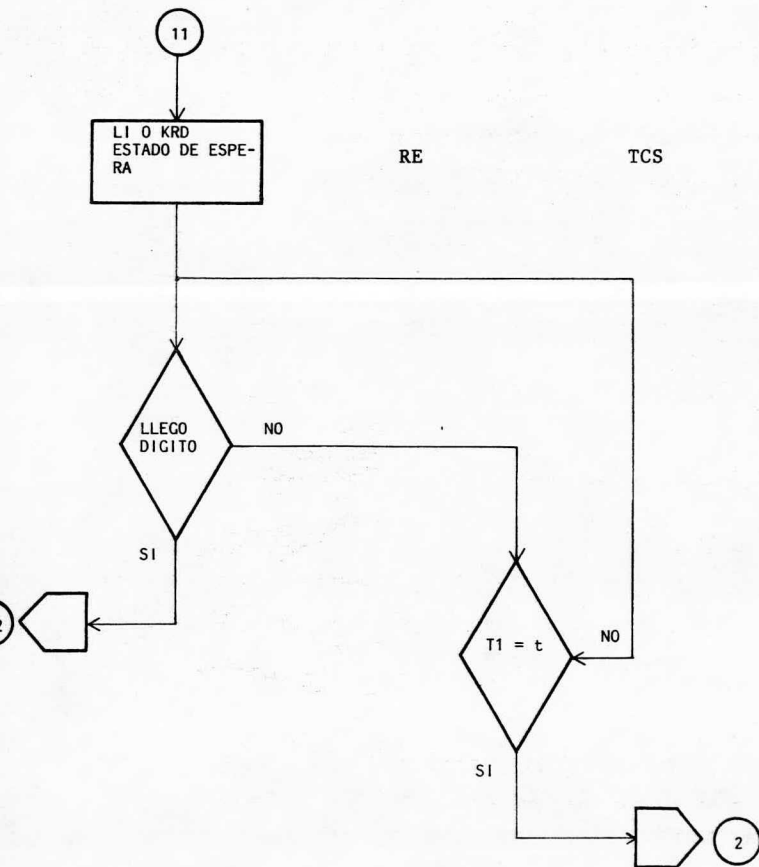 11
LI O KRD
ESTADO DE ESPE-
RA
RE TCS
LLEGO
DIGITO
NO
SI
T1 = t
NO
SI
2